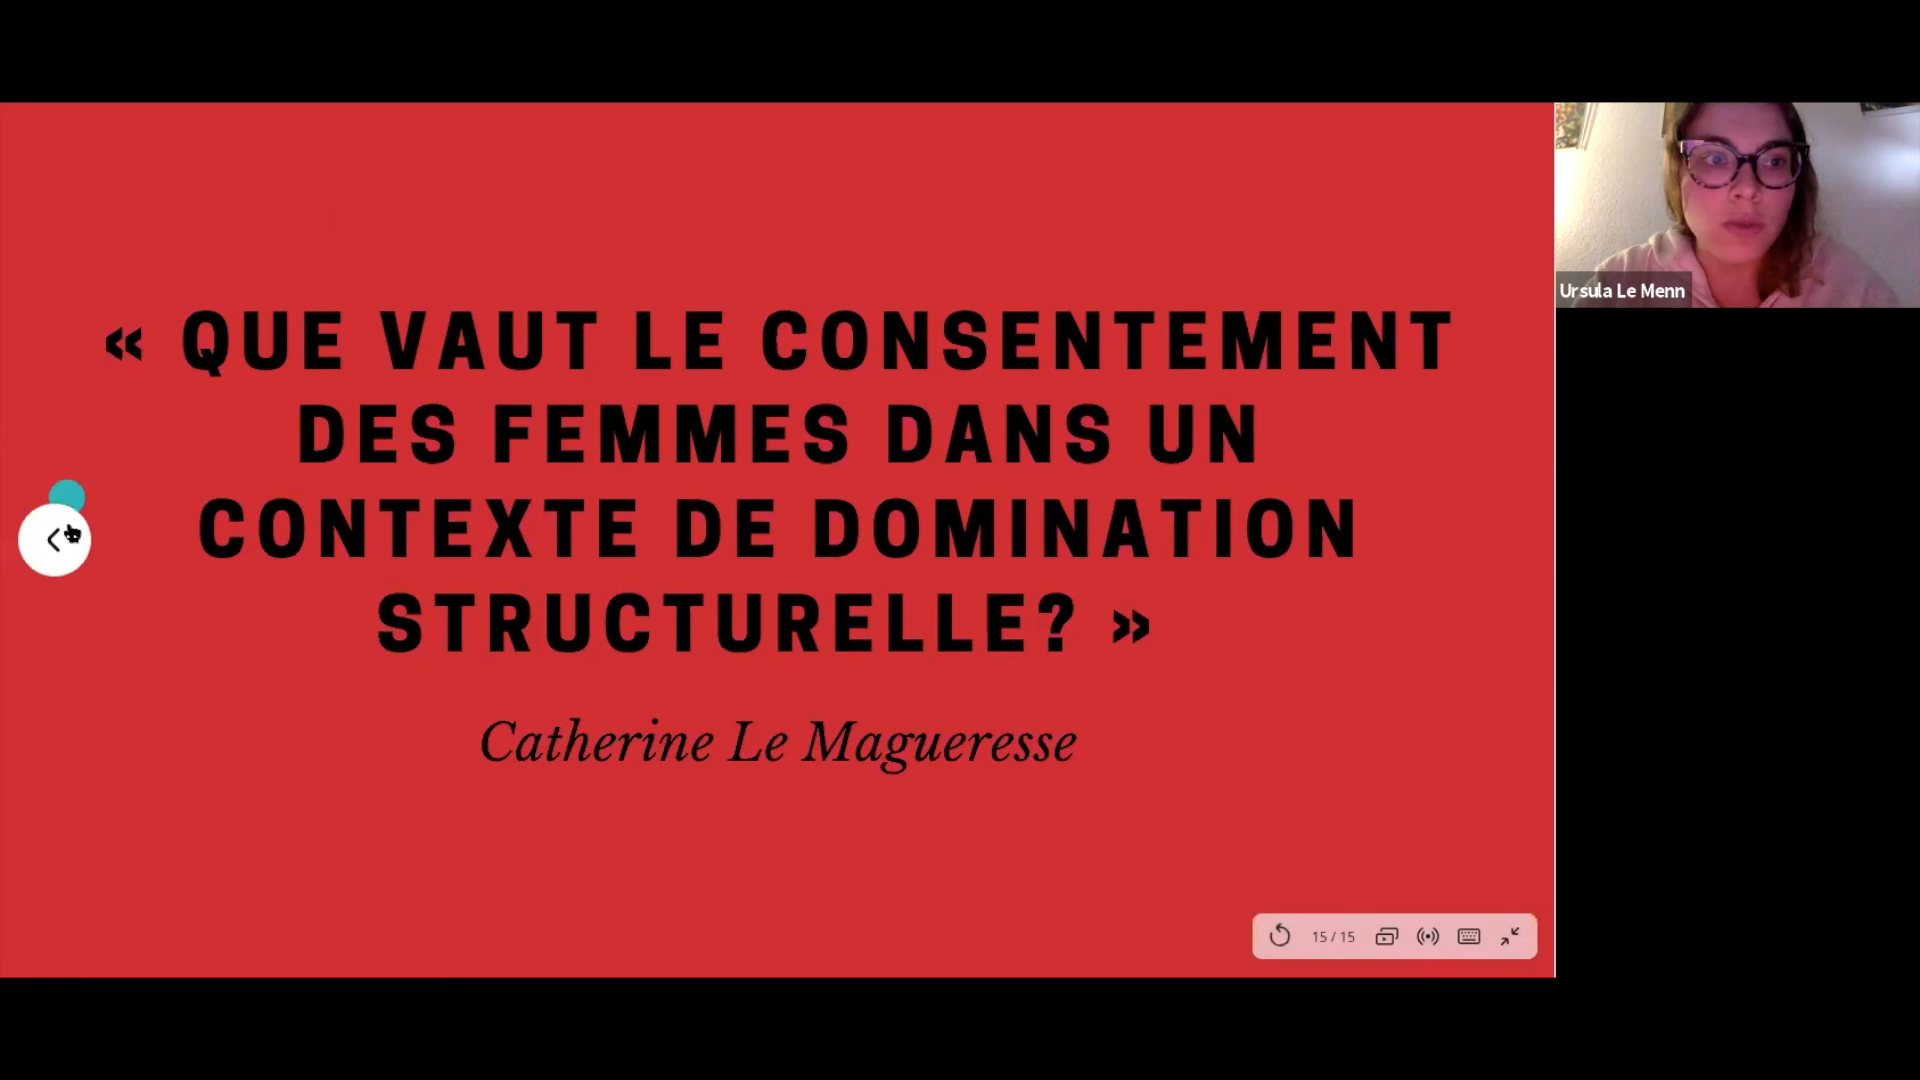 « QUE VAUT LE CONSENTEMENT
DES FEMMES DANS UN
CONTEXTE DE DOMINATION
STRUCTURELLE? »
Catherine Le Magueresse
Ursula Le Menn
15 / 15